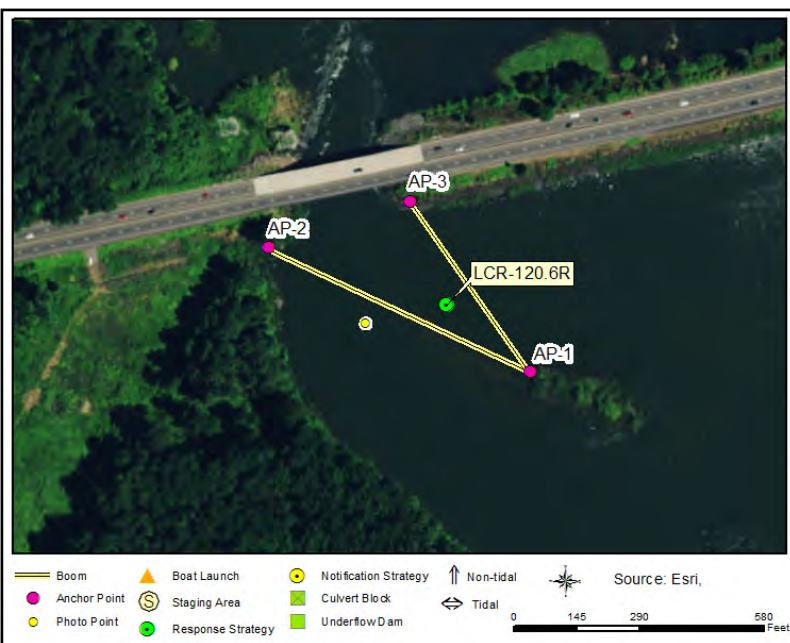 AP-3
AP-2
LCR-120.6R
AP-1
Boom
Boat Launch
Notification Strategy
Non-tidal
Source: Esri,
Anchor Point
S
Staging Area
Culvert Block
Tidal
Photo Point
Response Strategy
Underflow Dam
0 145 290 580
Feet